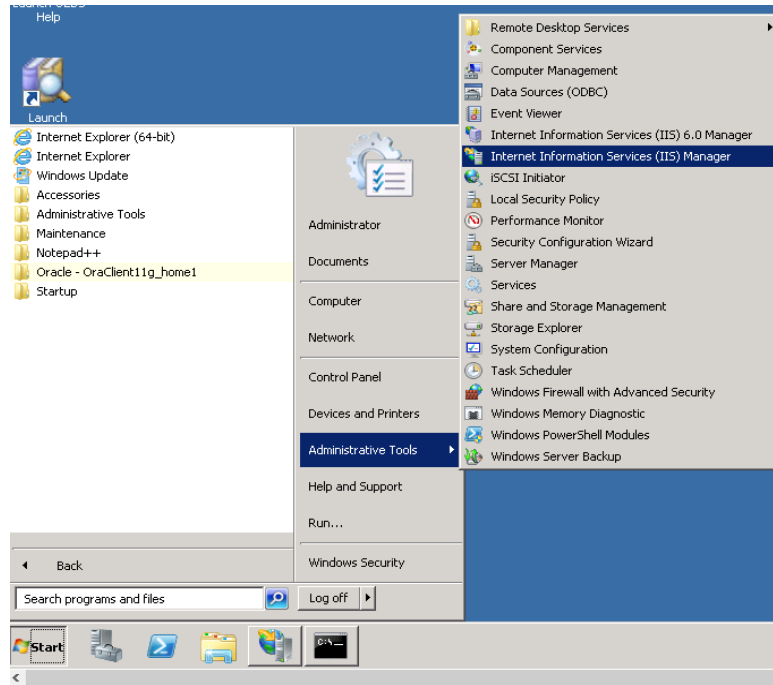 Help
Launch
Internet Explorer (64-bit)
Internet Explorer
Windows Update
Accessories
Administrative Tools
Maintenance
Notepad++
Oracle - OraClient11g_home1
Startup
Back
Search programs and files
Administrator
Documents
Computer
Network
Control Panel
Devices and Printers
Administrative Tools
Help and Support
Run...
Windows Security
Log off
Remote Desktop Services
Component Services
Computer Management
Data Sources (ODBC)
Event Viewer
Internet Information Services (IIS) 6.0 Manager
Internet Information Services (IIS) Manager
iSCSI Initiator
Local Security Policy
Performance Monitor
Security Configuration Wizard
Server Manager
Services
Share and Storage Management
Storage Explorer
System Configuration
Task Scheduler
Windows Firewall with Advanced Security
Windows Memory Diagnostic
Windows PowerShell Modules
Windows Server Backup
Start